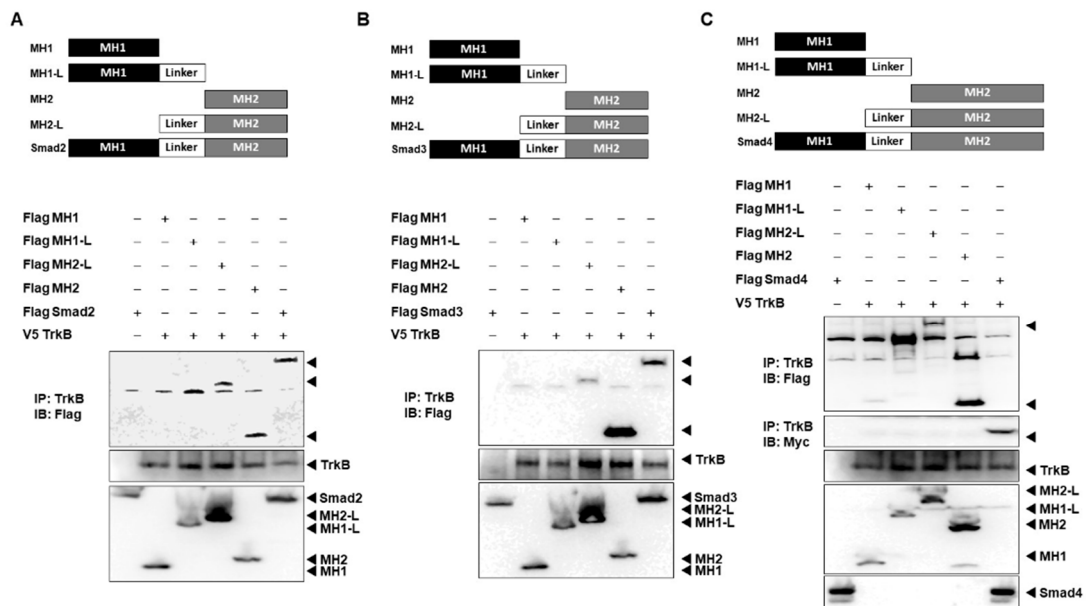 A
MH1 MH1
MH1-L MH1 Linker
MH2 MH2
MH2-L Linker MH2
Smad2 MH1 Linker MH2
Flag MH1 – + – – – –
Flag MH1-L – – + – – –
Flag MH2-L – – – + – –
Flag MH2 – – – – + –
Flag Smad2 + – – – – +
V5 TrkB – + + + + +
IP: TrkB
IB: Flag
TrkB
Smad2
MH2-L
MH1-L
MH2
MH1
B
MH1 MH1
MH1-L MH1 Linker
MH2 MH2
MH2-L Linker MH2
Smad3 MH1 Linker MH2
Flag MH1 – + – – – –
Flag MH1-L – – + – – –
Flag MH2-L – – – + – –
Flag MH2 – – – – + –
Flag Smad3 + – – – – +
V5 TrkB – + + + + +
IP: TrkB
IB: Flag
TrkB
Smad3
MH2-L
MH1-L
MH2
MH1
C
MH1 MH1
MH1-L MH1 Linker
MH2 MH2
MH2-L Linker MH2
Smad4 MH1 Linker MH2
Flag MH1 – + – – – –
Flag MH1-L – – + – – –
Flag MH2-L – – – + – –
Flag MH2 – – – – + –
Flag Smad4 + – – – – +
V5 TrkB – + + + + +
IP: TrkB
IB: Flag
IP: TrkB
IB: Myc
TrkB
MH2-L
MH1-L
MH2
MH1
Smad4